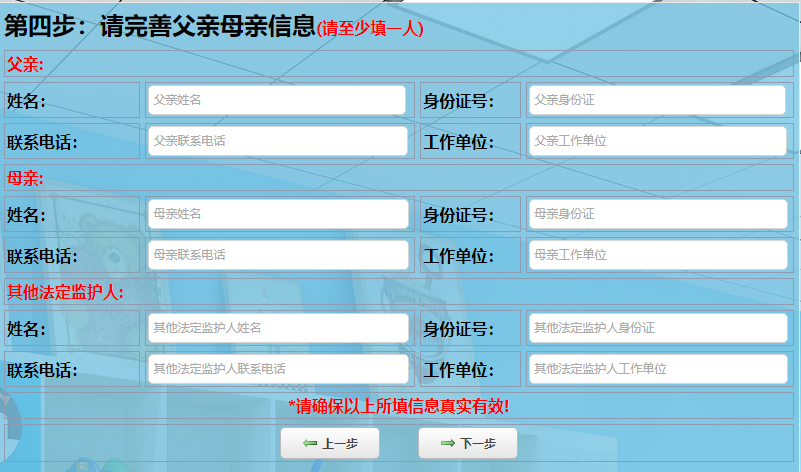 第四步：请完善父亲母亲信息(请至少填一人)
父亲:
姓名: 父亲姓名 身份证号: 父亲身份证
联系电话: 父亲联系电话 工作单位: 父亲工作单位
母亲:
姓名: 母亲姓名 身份证号: 母亲身份证
联系电话: 母亲联系电话 工作单位: 母亲工作单位
其他法定监护人:
姓名: 其他法定监护人姓名 身份证号: 其他法定监护人身份证
联系电话: 其他法定监护人联系电话 工作单位: 其他法定监护人工作单位
*请确保以上所填信息真实有效!
上一步 下一步